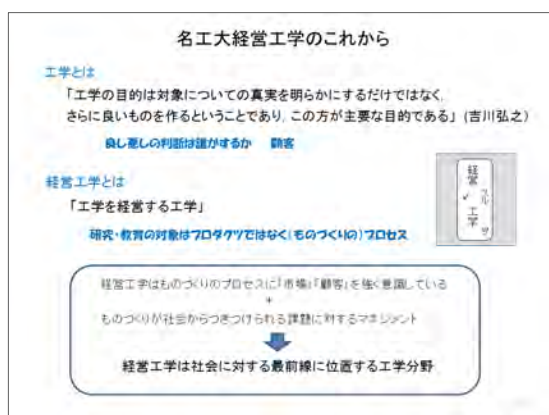 名工大経営工学のこれから
工学とは
「工学の目的は対象についての真実を明らかにするだけではなく、
さらに良いものを作るということであり、この方が主要な目的である」 (吉川弘之)
良し悪しの判断は誰がするか 顧客
経営工学とは
「工学を経営する工学」
経営
スル
✓
工学
ヲ
研究・教育の対象はプロダクツではなく(ものづくりの)プロセス
経営工学はものづくりのプロセスに「市場」「顧客」を強く意識している
+
ものづくりが社会からつきつけられる課題に対するマネジメント
経営工学は社会に対する最前線に位置する工学分野